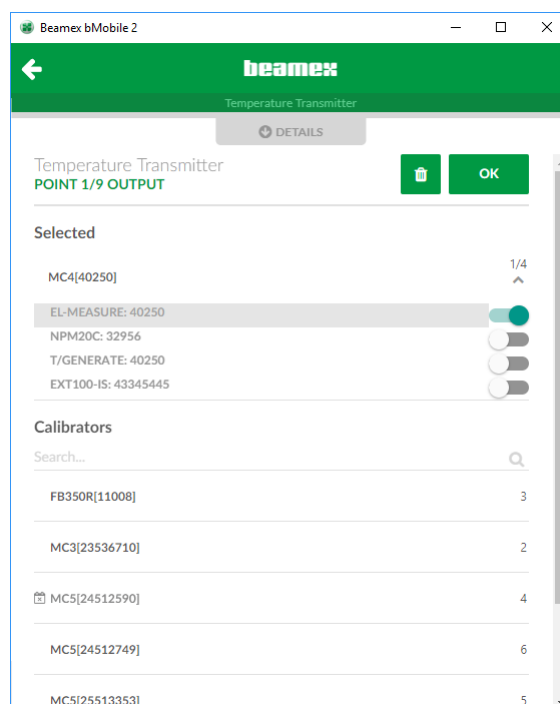 Beamex bMobile 2
beamex
Temperature Transmitter
DETAILS
Temperature Transmitter
POINT 1/9 OUTPUT
OK
Selected
1/4
MC4[40250]
EL-MEASURE: 40250
NPM20C: 32956
T/GENERATE: 40250
EXT100-IS: 43345445
Calibrators
Search...
FB350R[11008] 3
MC3[23536710] 2
MC5[24512590] 4
MC5[24512749] 6
MC5[25513353] 5